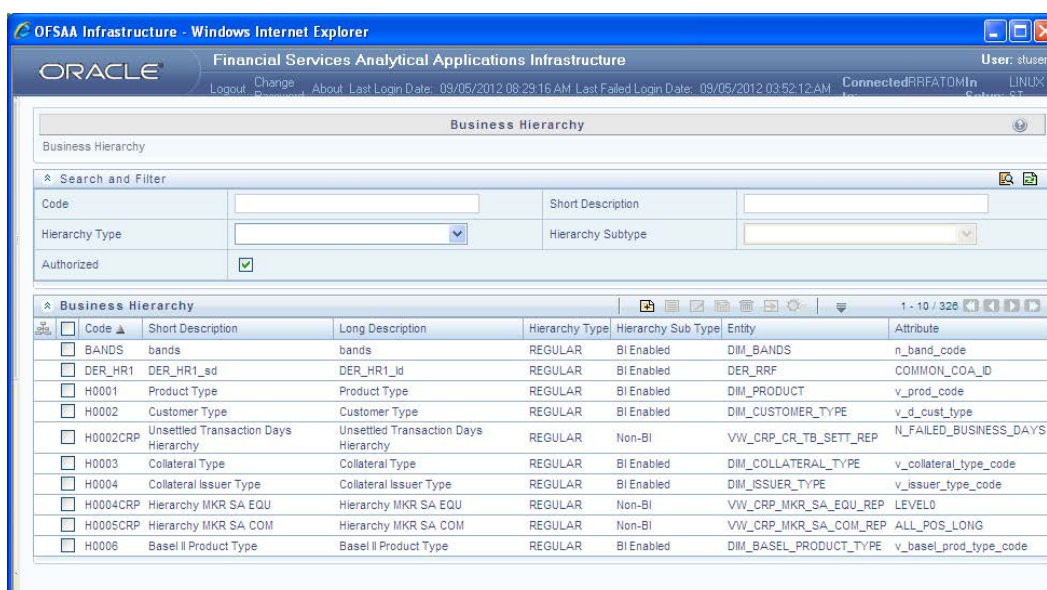 OFSAA Infrastructure - Windows Internet Explorer
ORACLE
Financial Services Analytical Applications Infrastructure
User: stuser
Logout Change About Last Login Date: 09/05/2012 08:29:16 AM Last Failed Login Date: 09/05/2012 03:52:12 AM Connected RRFATOM In LINUX
Business Hierarchy
Business Hierarchy
Search and Filter
Code Short Description
Hierarchy Type Hierarchy Subtype
Authorized
Business Hierarchy 1 - 10 / 326
Code Short Description Long Description Hierarchy Type Hierarchy Sub Type Entity Attribute
BANDS bands bands REGULAR BI Enabled DIM_BANDS n_band_code
DER_HR1 DER_HR1_sd DER_HR1_ld REGULAR BI Enabled DER_RRF COMMON_COA_ID
H0001 Product Type Product Type REGULAR BI Enabled DIM_PRODUCT v_prod_code
H0002 Customer Type Customer Type REGULAR BI Enabled DIM_CUSTOMER_TYPE v_d_cust_type
H0002CRP Unsettled Transaction Days Hierarchy Unsettled Transaction Days Hierarchy REGULAR Non-BI VW_CRP_CR_TB_SETT_REP N_FAILED_BUSINESS_DAYS
H0003 Collateral Type Collateral Type REGULAR BI Enabled DIM_COLLATERAL_TYPE v_collateral_type_code
H0004 Collateral Issuer Type Collateral Issuer Type REGULAR BI Enabled DIM_ISSUER_TYPE v_issuer_type_code
H0004CRP Hierarchy MKR SA EQU Hierarchy MKR SA EQU REGULAR Non-BI VW_CRP_MKR_SA_EQU_REP LEVEL0
H0005CRP Hierarchy MKR SA COM Hierarchy MKR SA COM REGULAR Non-BI VW_CRP_MKR_SA_COM_REP ALL_POS_LONG
H0006 Basel II Product Type Basel II Product Type REGULAR BI Enabled DIM_BASEL_PRODUCT_TYPE v_basel_prod_type_code